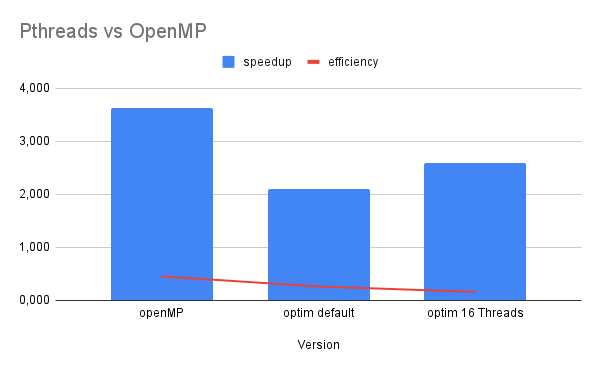 Pthreads vs OpenMP
speedup efficiency
4,000
3,000
2,000
1,000
0,000
openMP optim default optim 16 Threads
Version